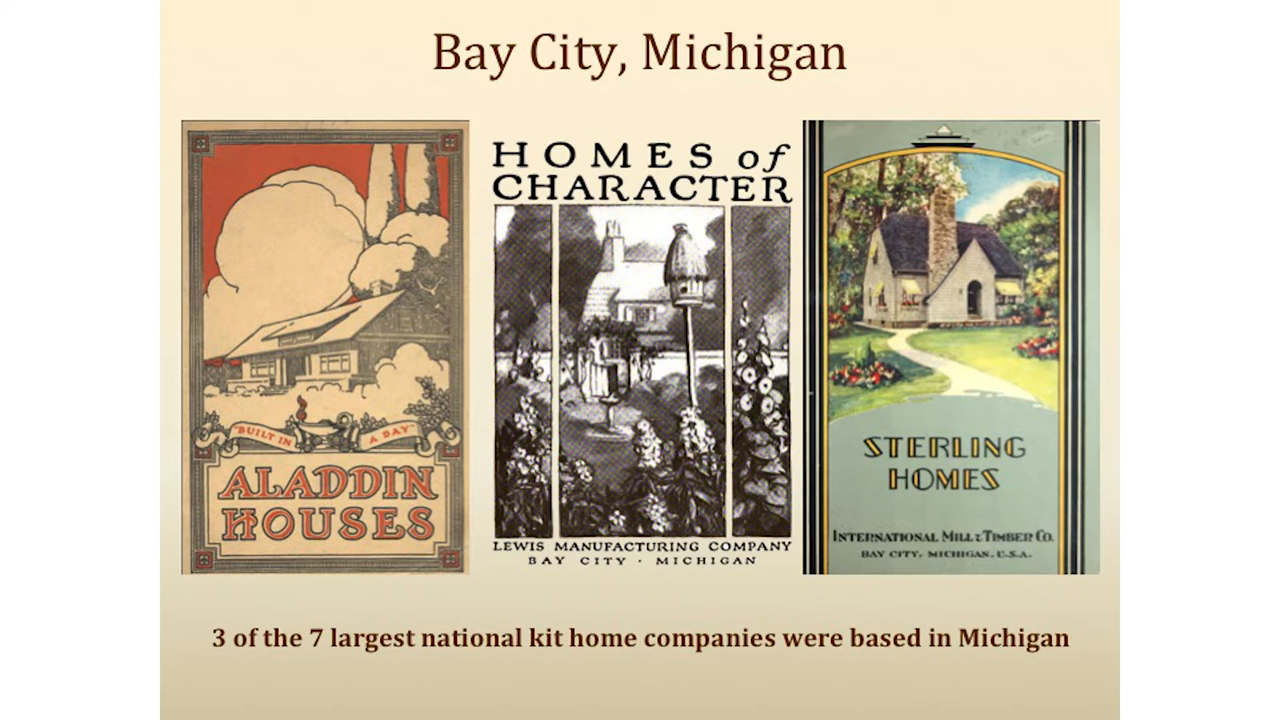 Bay City, Michigan
"BUILT IN A DAY"
ALADDIN
HOUSES
HOMES of
CHARACTER
LEWIS MANUFACTURING COMPANY
BAY CITY · MICHIGAN
STERLING
HOMES
INTERNATIONAL MILL & TIMBER CO.
BAY CITY, MICHIGAN, U.S.A.
3 of the 7 largest national kit home companies were based in Michigan